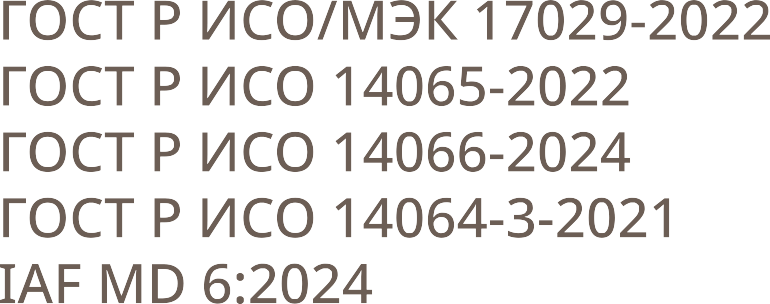 ГОСТ Р ИСО/МЭК 17029-2022
ГОСТ Р ИСО 14065-2022
ГОСТ Р ИСО 14066-2024
ГОСТ Р ИСО 14064-3-2021
IAF MD 6:2024